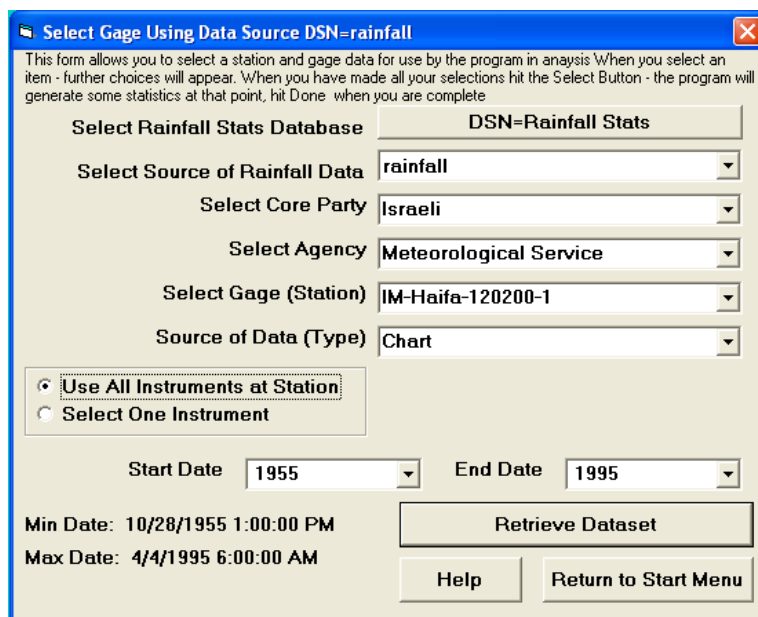 Select Gage Using Data Source DSN=rainfall
This form allows you to select a station and gage data for use by the program in anaysis When you select an
item - further choices will appear. When you have made all your selections hit the Select Button - the program will
generate some statistics at that point, hit Done when you are complete
Select Rainfall Stats Database DSN=Rainfall Stats
Select Source of Rainfall Data rainfall
Select Core Party Israeli
Select Agency Meteorological Service
Select Gage (Station) IM-Haifa-120200-1
Source of Data (Type) Chart
Use All Instruments at Station
Select One Instrument
Start Date 1955 End Date 1995
Min Date: 10/28/1955 1:00:00 PM Retrieve Dataset
Max Date: 4/4/1995 6:00:00 AM
Help Return to Start Menu